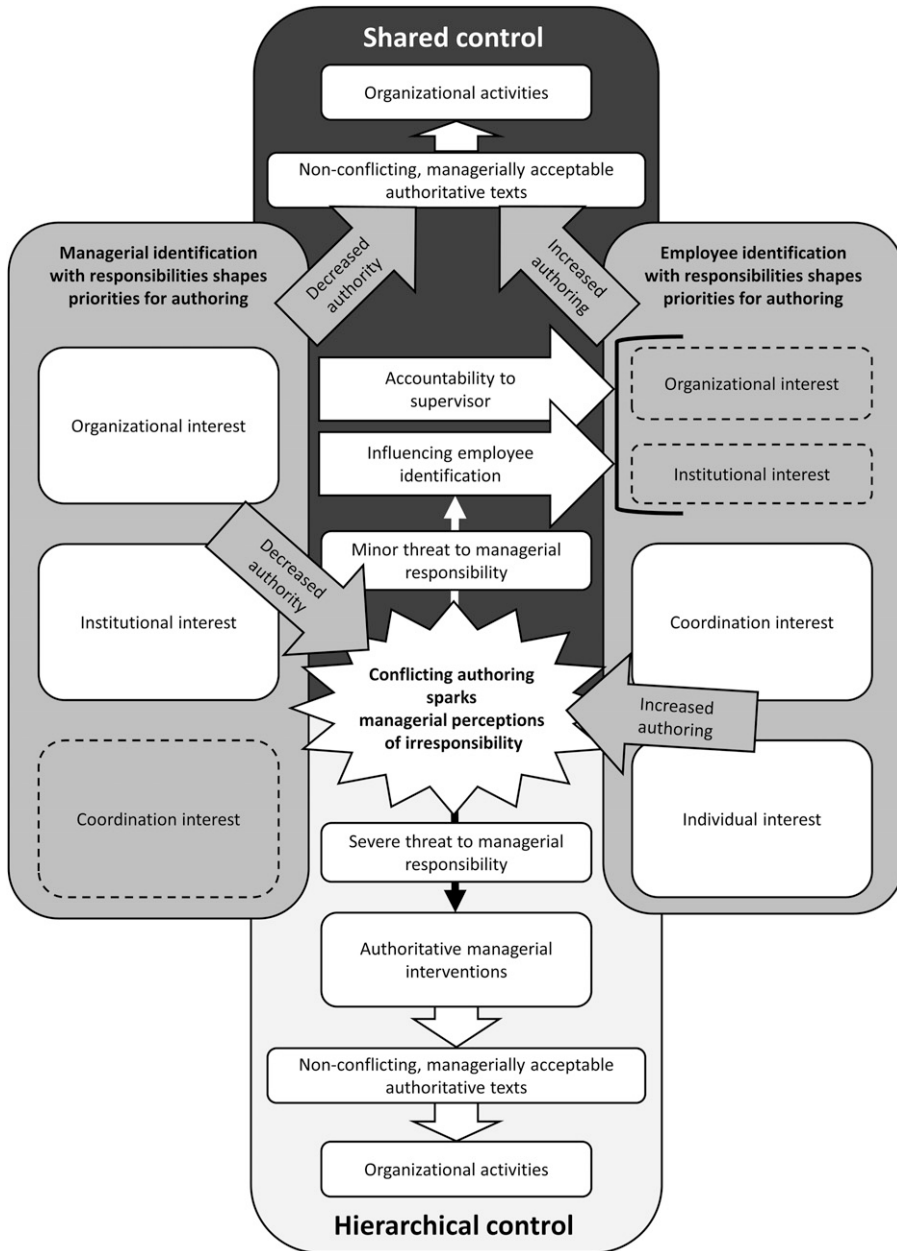 Shared control
Organizational activities
Non-conflicting, managerially acceptable
authoritative texts
Managerial identification
with responsibilities shapes
priorities for authoring
Decreased
authority
Increased
authoring
Employee identification
with responsibilities shapes
priorities for authoring
Organizational interest
Accountability to
supervisor
Organizational interest
Influencing employee
identification
Institutional interest
Decreased
authority
Minor threat to managerial
responsibility
Institutional interest
Coordination interest
Conflicting authoring
sparks
managerial perceptions
of irresponsibility
Increased
authoring
Coordination interest
Severe threat to managerial
responsibility
Individual interest
Authoritative managerial
interventions
Non-conflicting, managerially acceptable
authoritative texts
Organizational activities
Hierarchical control